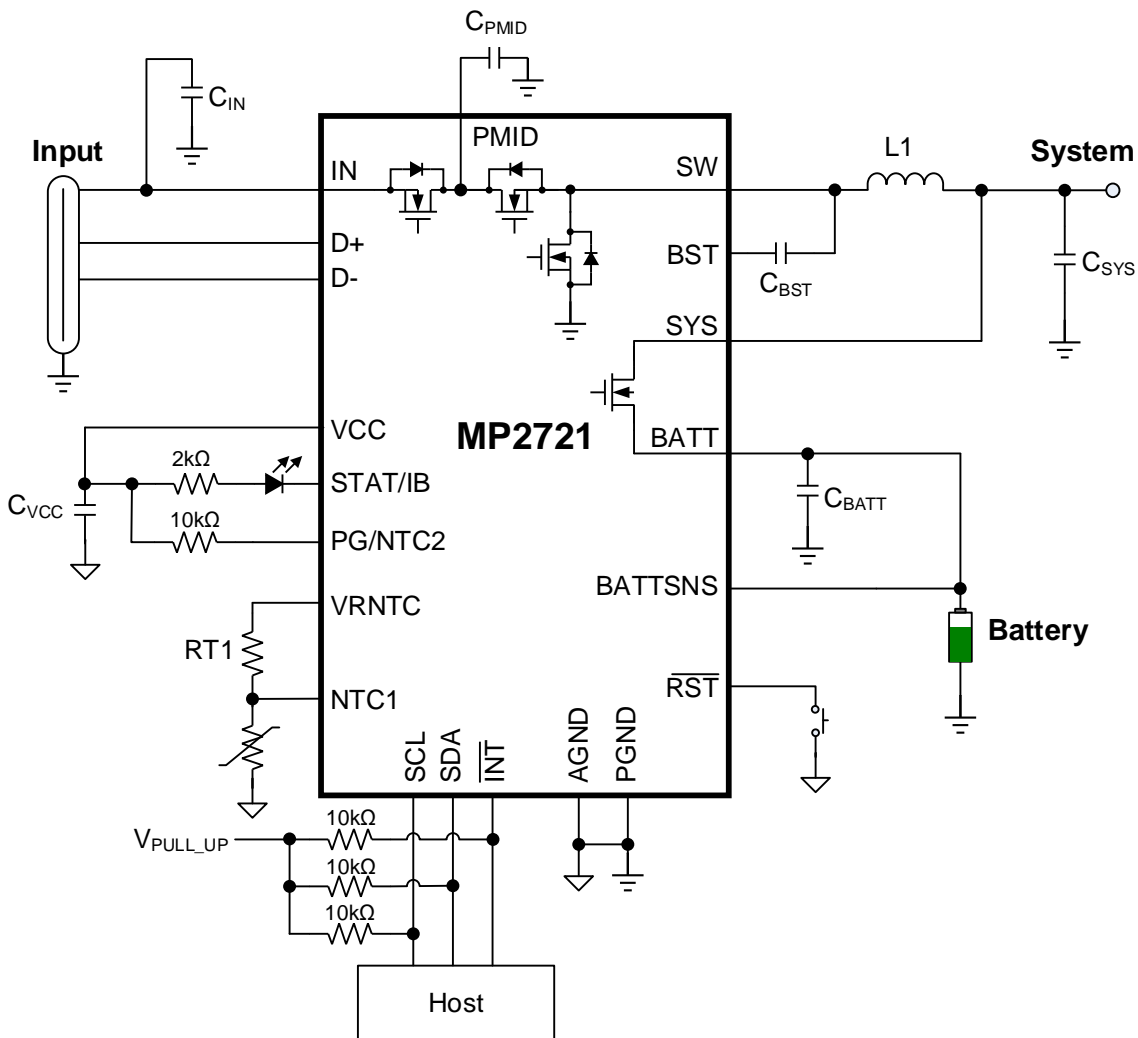 CPMID
CIN
Input
PMID
IN
SW
L1
System
D+
D-
BST
CBST
CSYS
SYS
VCC
MP2721
BATT
2kΩ
STAT/IB
CVCC
10kΩ
PG/NTC2
CBATT
VRNTC
BATTSNS
RT1
Battery
NTC1
RST
SCL
SDA
INT
AGND
PGND
VPULL_UP
10kΩ
10kΩ
10kΩ
Host